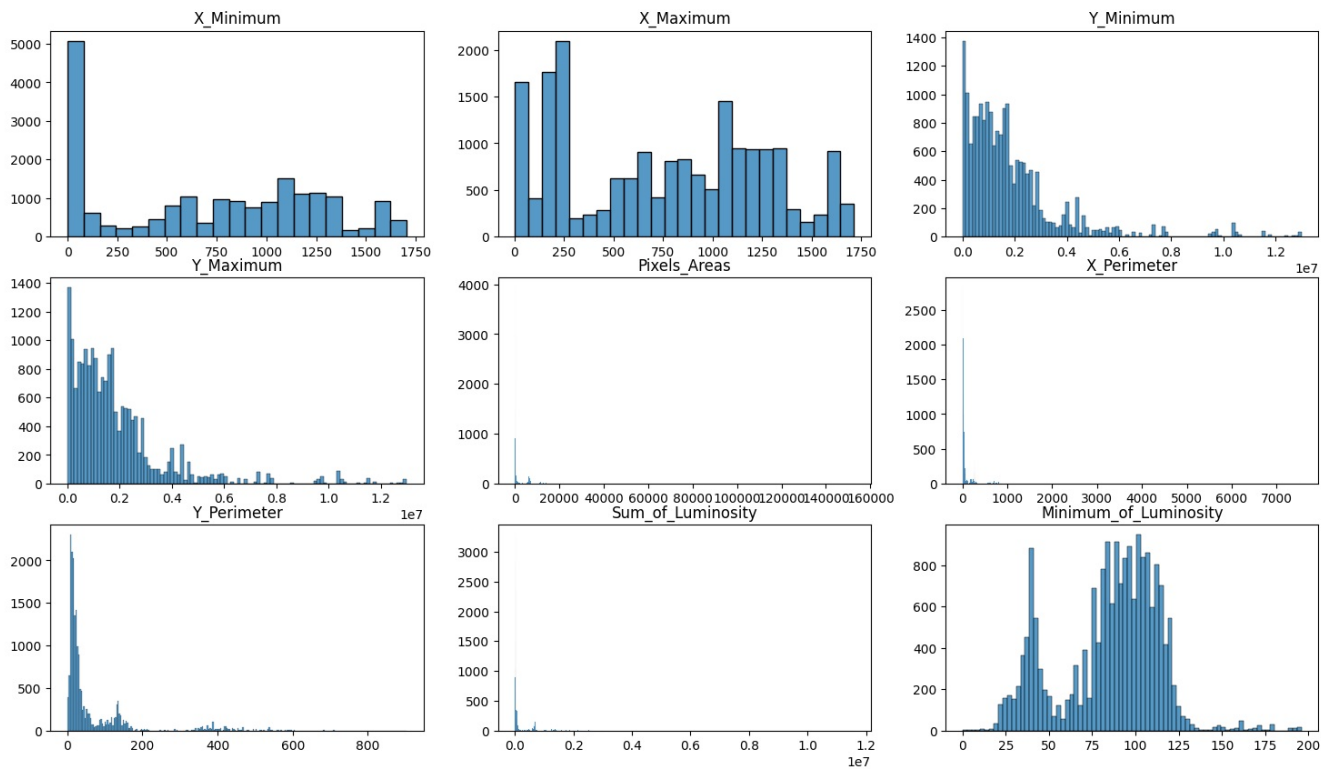 X_Minimum
5000
4000
3000
2000
1000
0
0 250 500 750 1000 1250 1500 1750
X_Maximum
2000
1500
1000
500
0
0 250 500 750 1000 1250 1500 1750
Y_Minimum
1400
1200
1000
800
600
400
200
0
0.0 0.2 0.4 0.6 0.8 1.0 1.2
1e7
Y_Maximum
1400
1200
1000
800
600
400
200
0
0.0 0.2 0.4 0.6 0.8 1.0 1.2
1e7
Pixels_Areas
4000
3000
2000
1000
0
0 20000 40000 60000 80000 100000 120000 140000 160000
X_Perimeter
2500
2000
1500
1000
500
0
0 1000 2000 3000 4000 5000 6000 7000
Y_Perimeter
2000
1500
1000
500
0
0 200 400 600 800
Sum_of_Luminosity
3000
2500
2000
1500
1000
500
0
0.0 0.2 0.4 0.6 0.8 1.0 1.2
1e7
Minimum_of_Luminosity
800
600
400
200
0
0 25 50 75 100 125 150 175 200